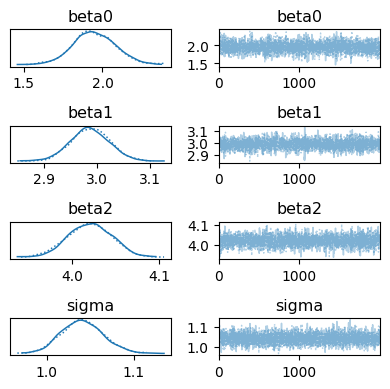 beta0 beta0
2.0
1.5
1.5 2.0 0 1000
beta1 beta1
3.1
3.0
2.9
2.9 3.0 3.1 0 1000
beta2 beta2
4.1
4.0
4.0 4.1 0 1000
sigma sigma
1.1
1.0
1.0 1.1 0 1000